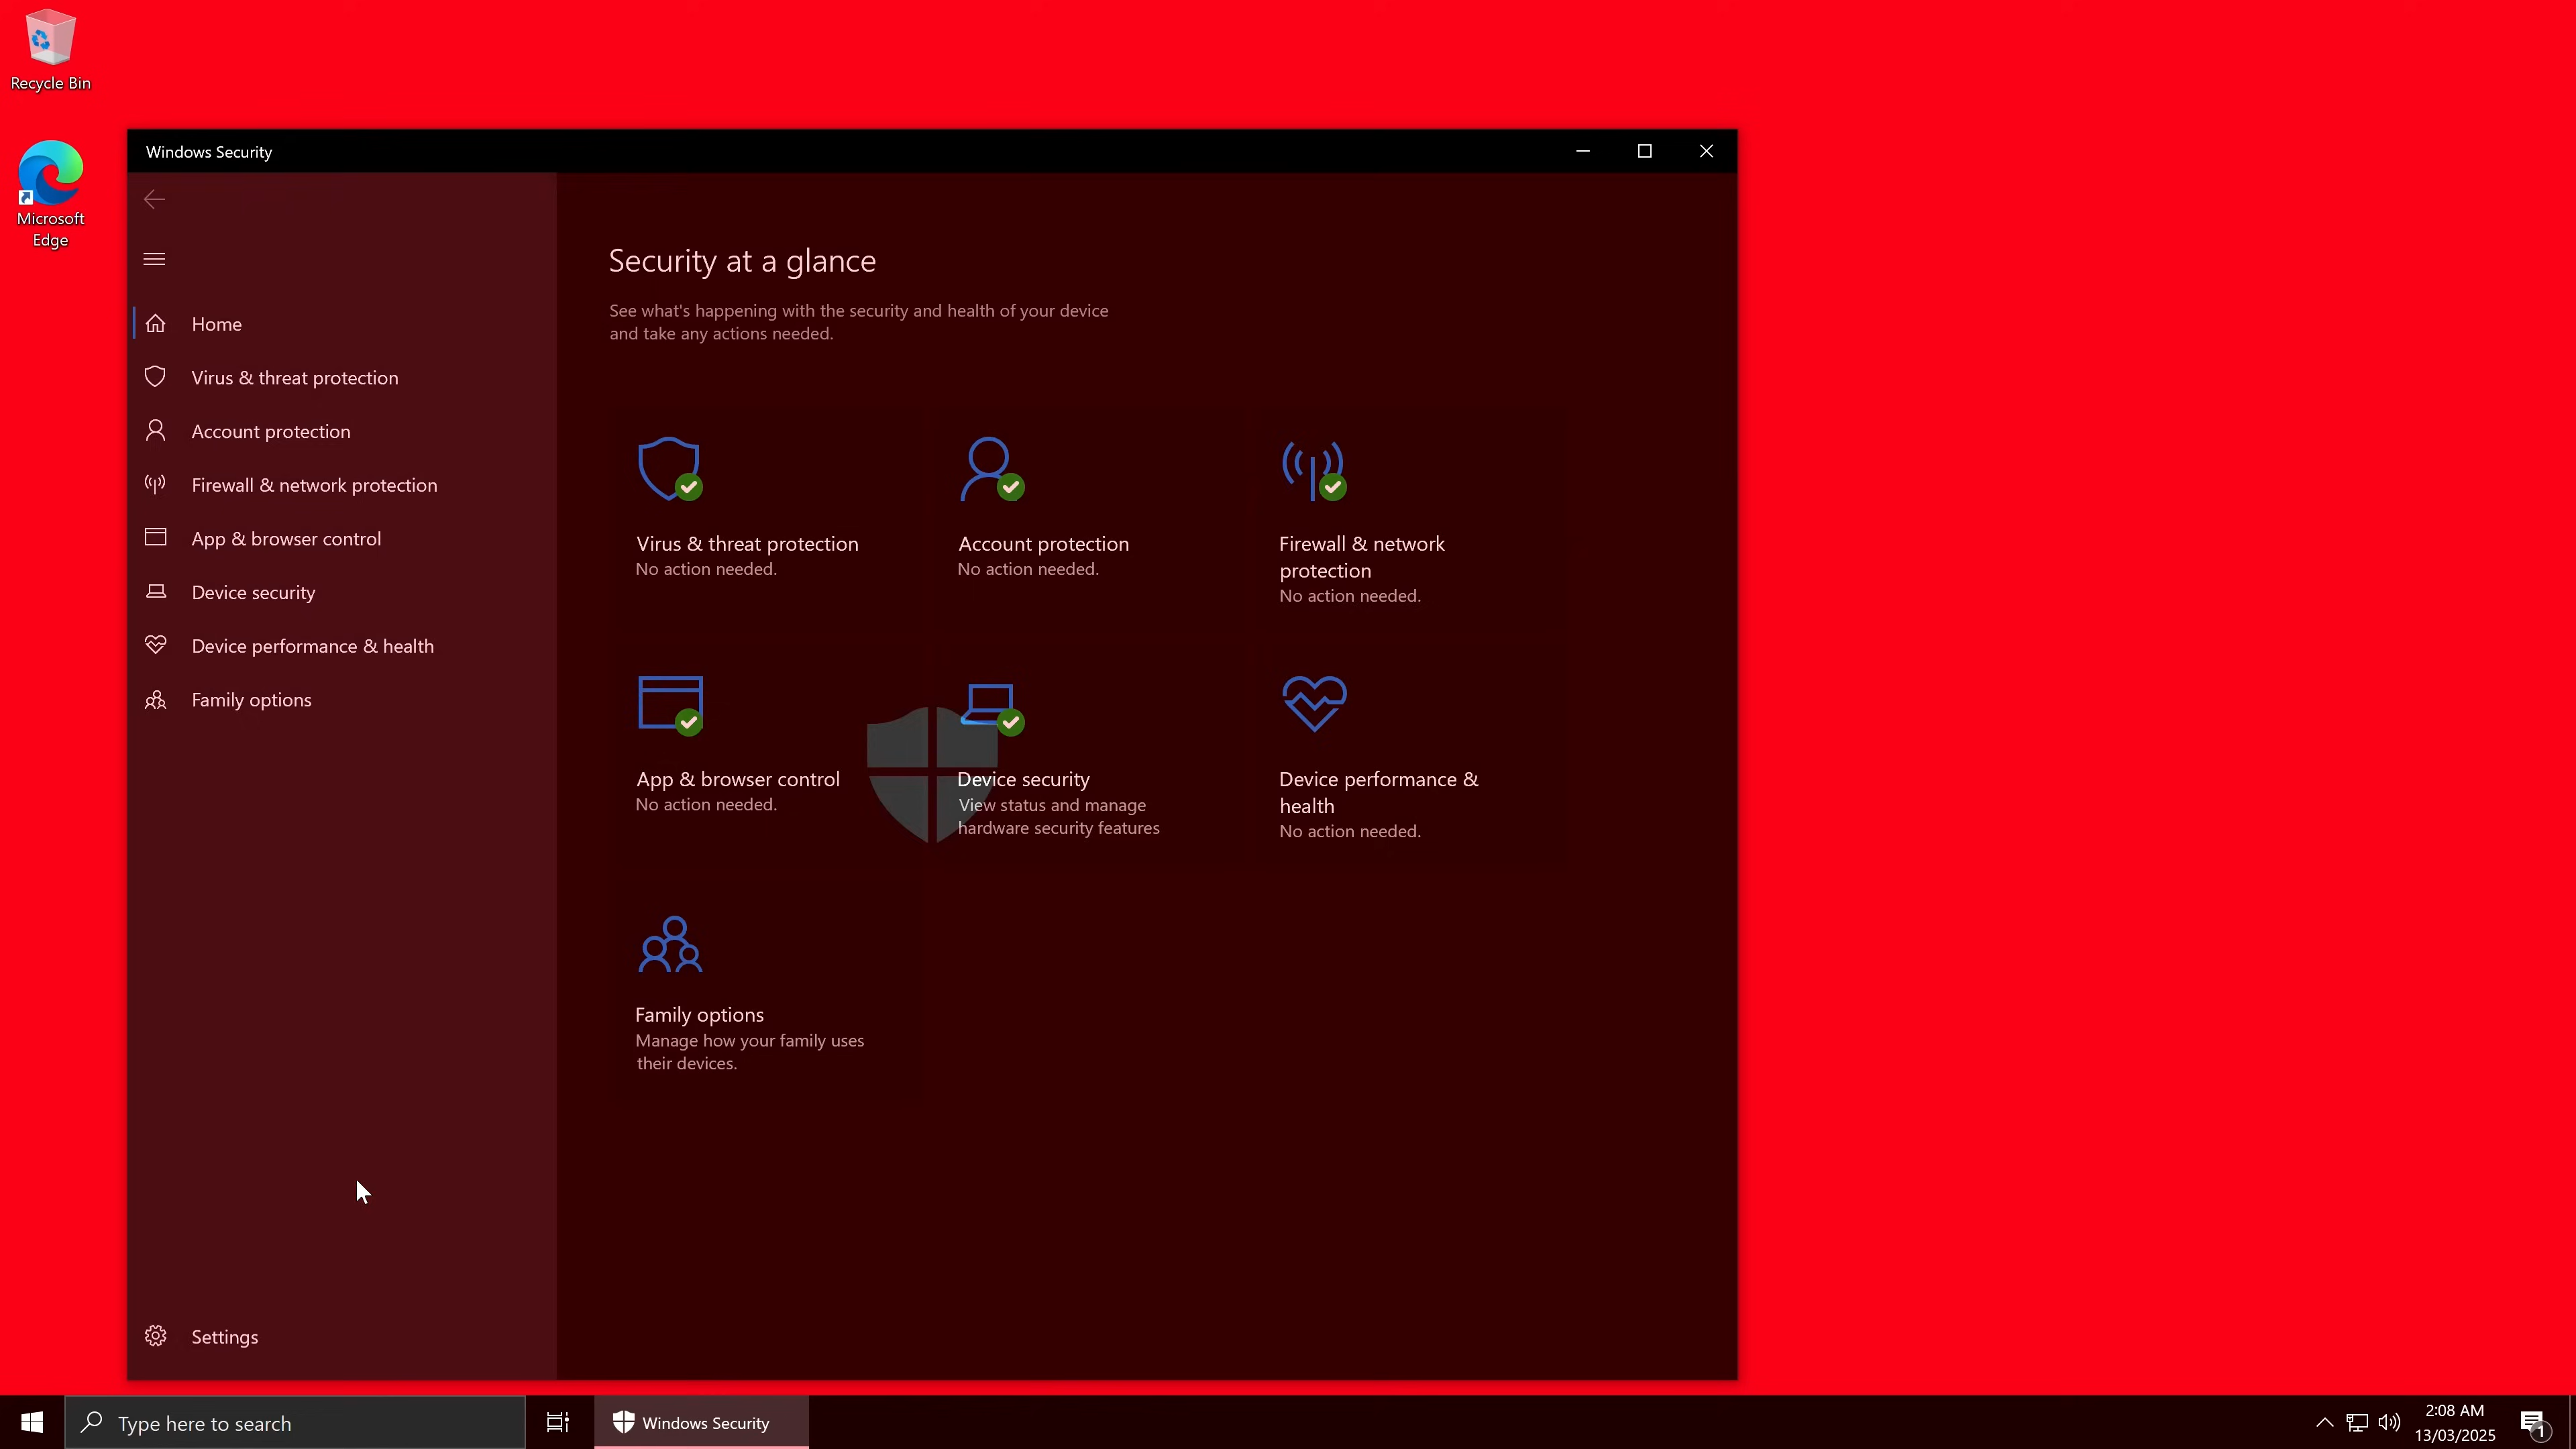 Recycle Bin
Microsoft
Edge
Windows Security
Home
Virus & threat protection
Account protection
Firewall & network protection
App & browser control
Device security
Device performance & health
Family options
Settings
Security at a glance
See what's happening with the security and health of your device
and take any actions needed.
Virus & threat protection
No action needed.
Account protection
No action needed.
Firewall & network
protection
No action needed.
App & browser control
No action needed.
Device security
View status and manage
hardware security features
Device performance &
health
No action needed.
Family options
Manage how your family uses
their devices.
Type here to search
Windows Security
2:08 AM
13/03/2025
1